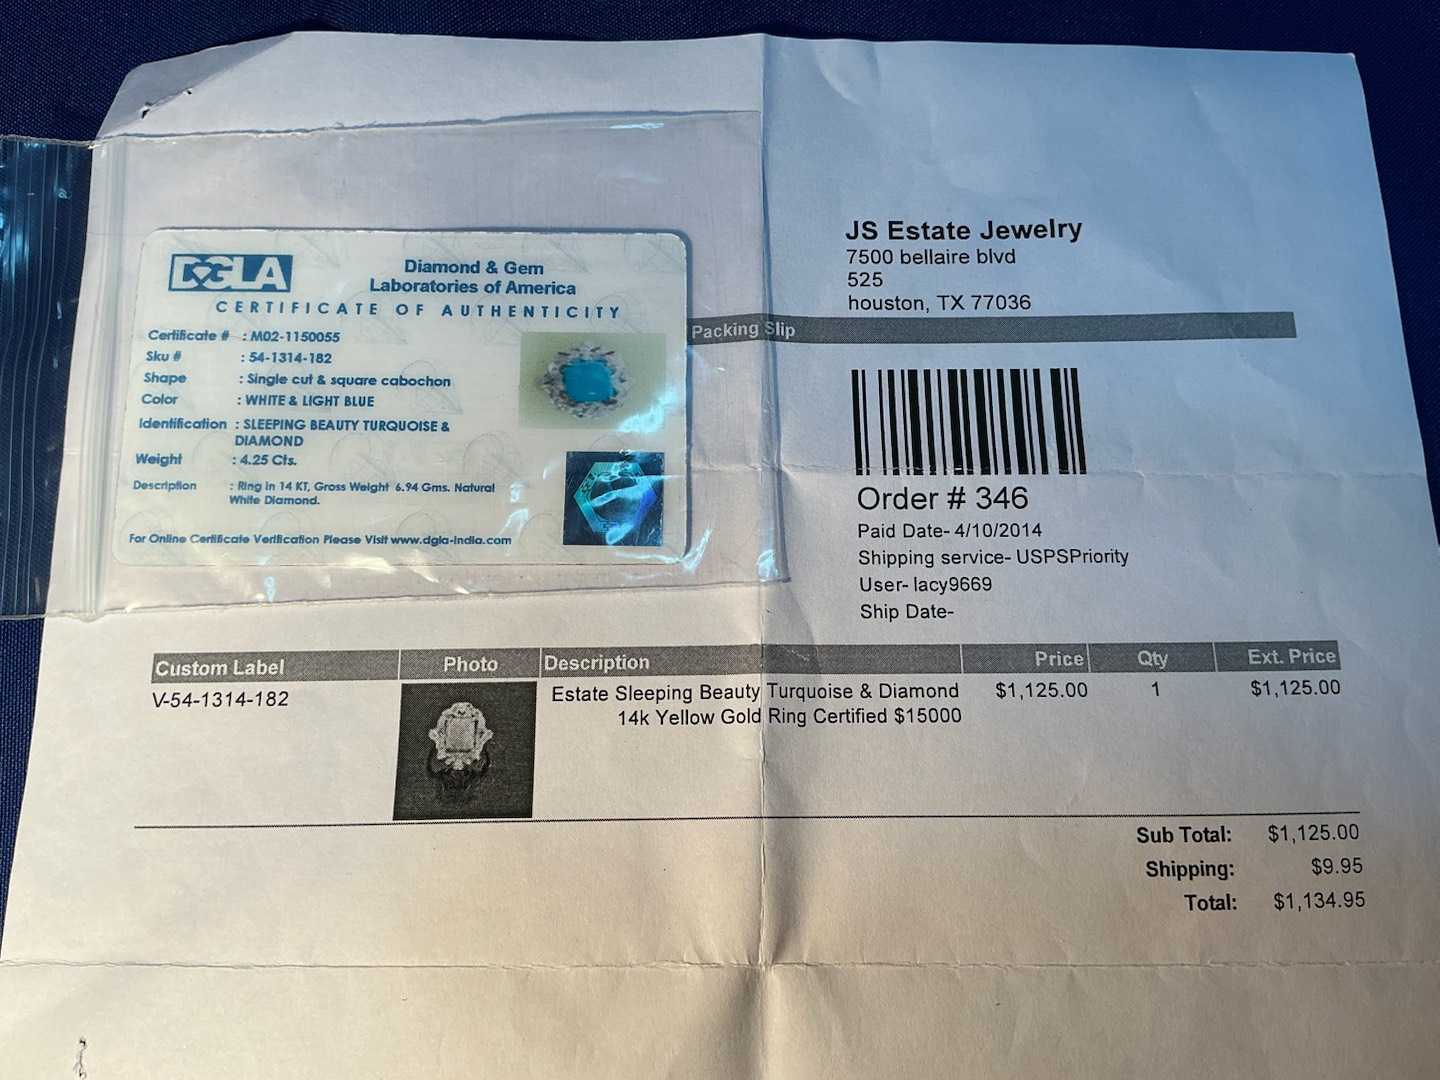 DGLA
Diamond & Gem
Laboratories of America
CERTIFICATE OF AUTHENTICITY
Certificate # : M02-1150055
Sku # : 54-1314-182
Shape : Single cut & square cabochon
Color : WHITE & LIGHT BLUE
Identification : SLEEPING BEAUTY TURQUOISE &
DIAMOND
Weight : 4.25 Cts.
Description : Ring in 14 KT, Gross Weight 6.94 Gms. Natural
White Diamond.
For Online Certificate Verification Please Visit www.dgla-india.com
JS Estate Jewelry
7500 bellaire blvd
525
houston, TX 77036
Packing Slip
Order # 346
Paid Date- 4/10/2014
Shipping service- USPSPriority
User- lacy9669
Ship Date-
Custom Label Photo Description Price Qty Ext. Price
V-54-1314-182 Estate Sleeping Beauty Turquoise & Diamond $1,125.00 1 $1,125.00
14k Yellow Gold Ring Certified $15000
Sub Total: $1,125.00
Shipping: $9.95
Total: $1,134.95